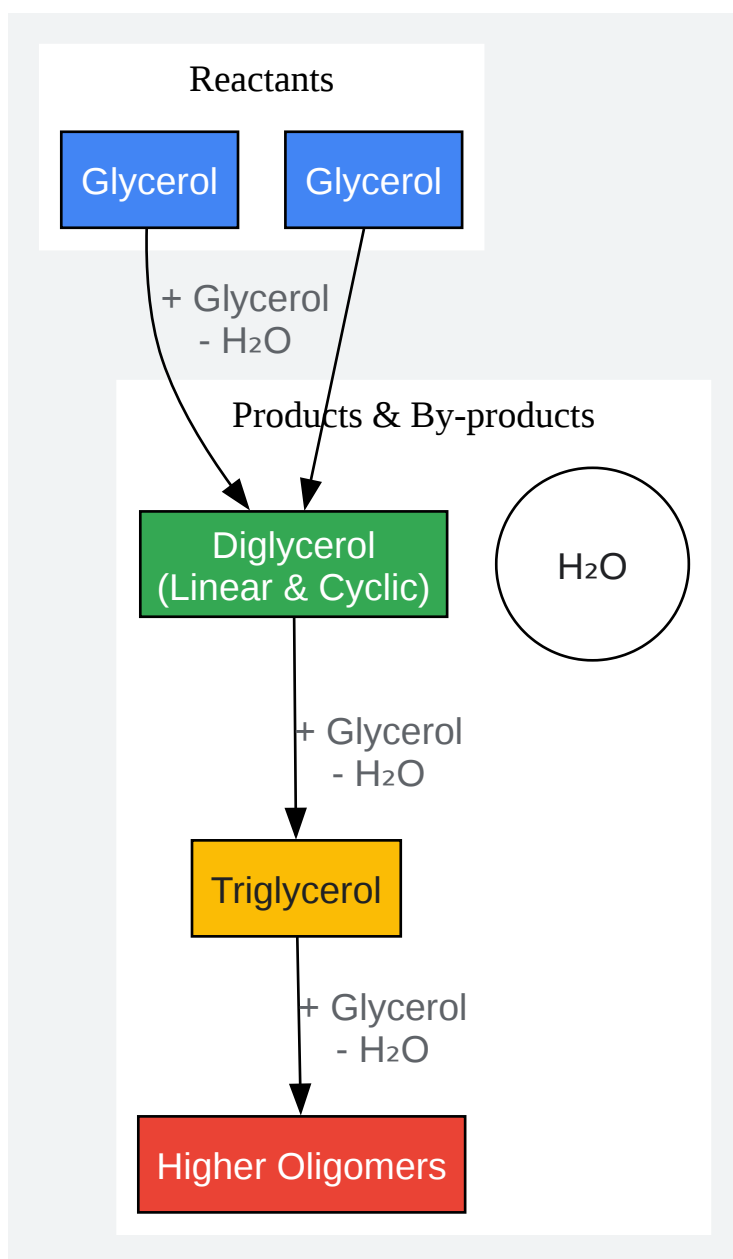 Reactants
Glycerol
Glycerol
+ Glycerol
- H₂O
Products & By-products
Diglycerol
(Linear & Cyclic)
H₂O
+ Glycerol
- H₂O
Triglycerol
+ Glycerol
- H₂O
Higher Oligomers